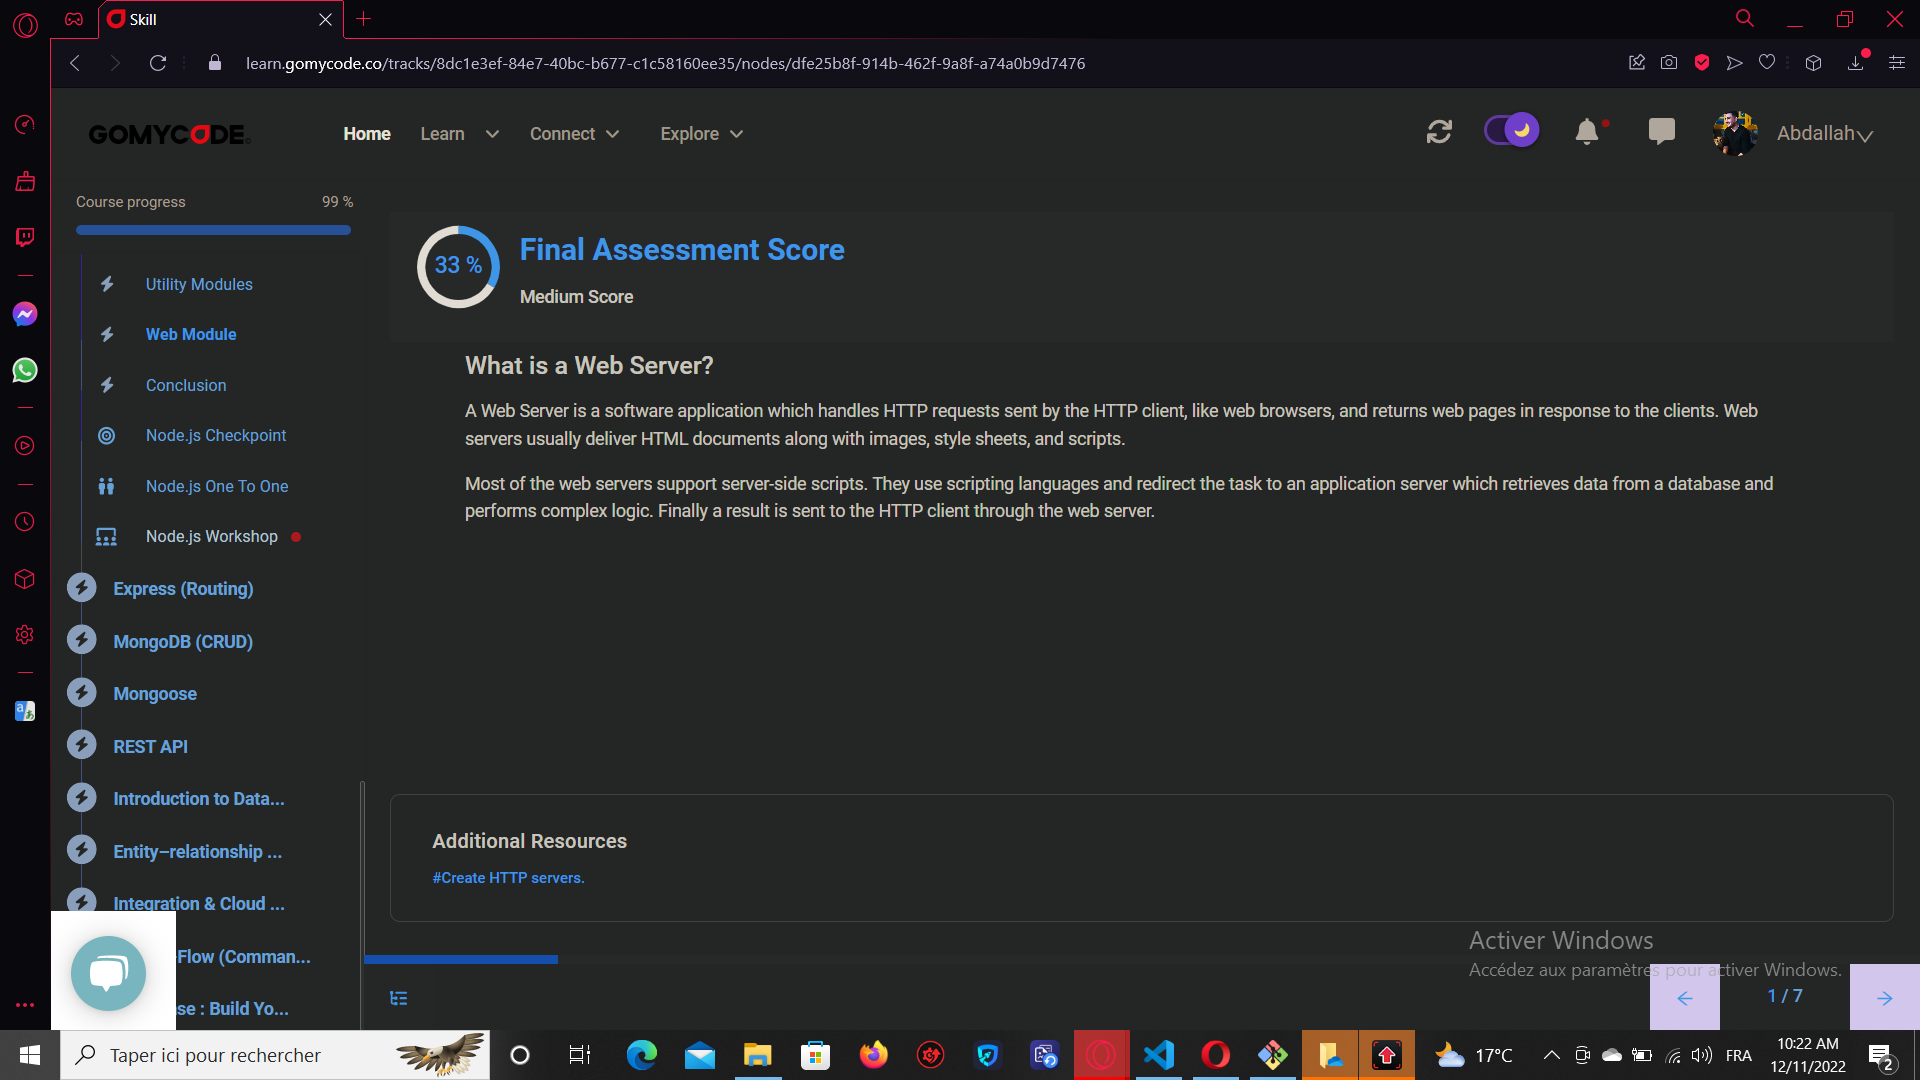 Skill
learn.gomycode.co/tracks/8dc1e3ef-84e7-40bc-b677-c1c58160ee35/nodes/dfe25b8f-914b-462f-9a8f-a74a0b9d7476
GOMYCODE
Home
Learn
Connect
Explore
Abdallah
Course progress
99 %
Utility Modules
Web Module
Conclusion
Node.js Checkpoint
Node.js One To One
Node.js Workshop
Express (Routing)
MongoDB (CRUD)
Mongoose
REST API
Introduction to Data...
Entity–relationship ...
Integration & Cloud ...
-Flow (Comman...
se : Build Yo...
33 %
Final Assessment Score
Medium Score
What is a Web Server?
A Web Server is a software application which handles HTTP requests sent by the HTTP client, like web browsers, and returns web pages in response to the clients. Web
servers usually deliver HTML documents along with images, style sheets, and scripts.
Most of the web servers support server-side scripts. They use scripting languages and redirect the task to an application server which retrieves data from a database and
performs complex logic. Finally a result is sent to the HTTP client through the web server.
Additional Resources
#Create HTTP servers.
Activer Windows
Accédez aux paramètres pour activer Windows.
1 / 7
Taper ici pour rechercher
17°C
FRA
10:22 AM
12/11/2022
2